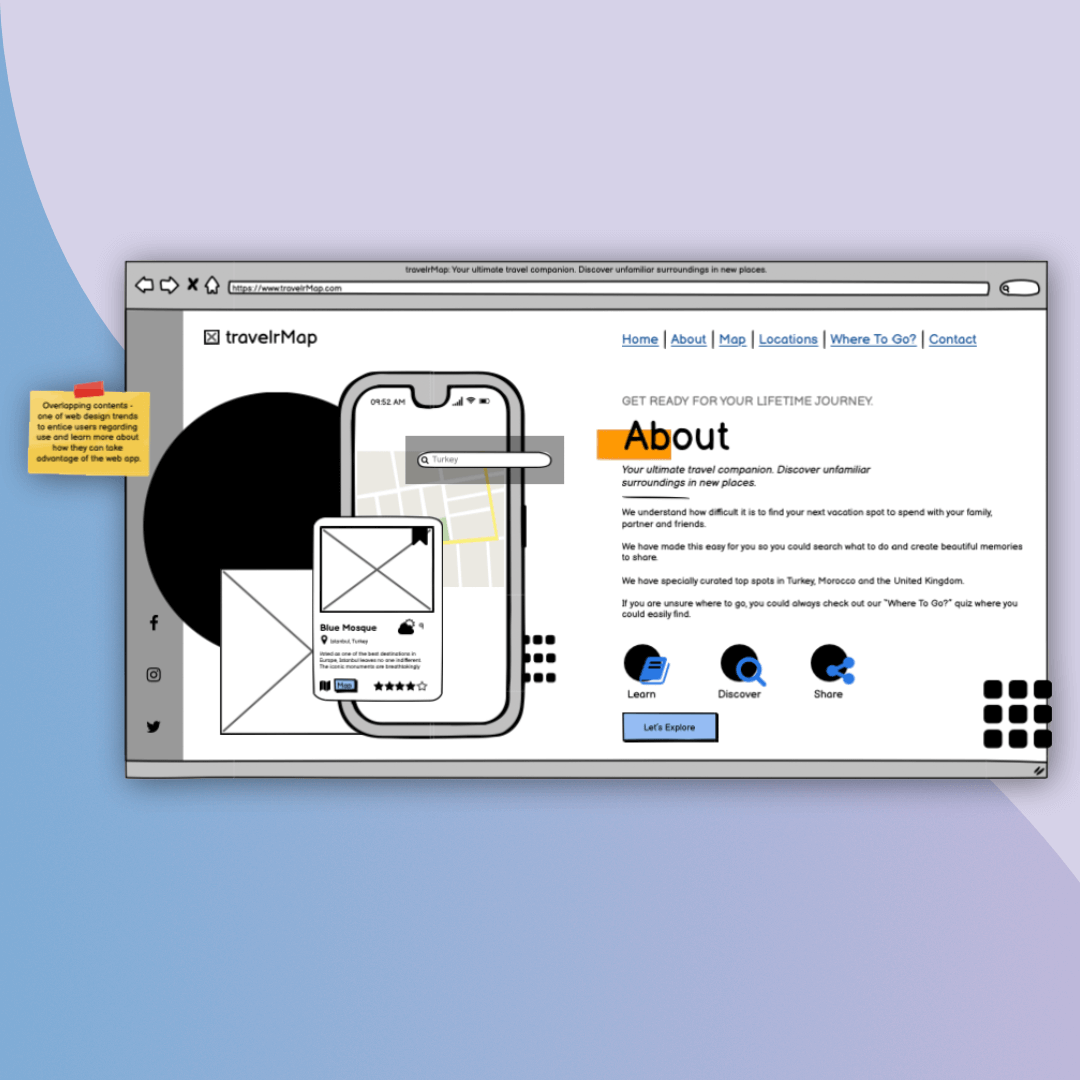 travelrMap: Your ultimate travel companion. Discover unfamiliar surroundings in new places.
https://www.travelrMap.com
travelrMap
Home | About | Map | Locations | Where To Go? | Contact
Overlapping contents -
one of web design trends
to entice users regarding
use and learn more about
how they can take
advantage of the web app.
09:52 AM
Turkey
Blue Mosque
9
Istanbul, Turkey
Voted as one of the best destinations in
Europe, Istanbul leaves no one indifferent.
The iconic monuments are breathtakingly
Map
GET READY FOR YOUR LIFETIME JOURNEY.
About
Your ultimate travel companion. Discover unfamiliar
surroundings in new places.
We understand how difficult it is to find your next vacation spot to spend with your family,
partner and friends.
We have made this easy for you so you could search what to do and create beautiful memories
to share.
We have specially curated top spots in Turkey, Morocco and the United Kingdom.
If you are unsure where to go, you could always check out our "Where To Go?" quiz where you
could easily find.
Learn
Discover
Share
Let's Explore